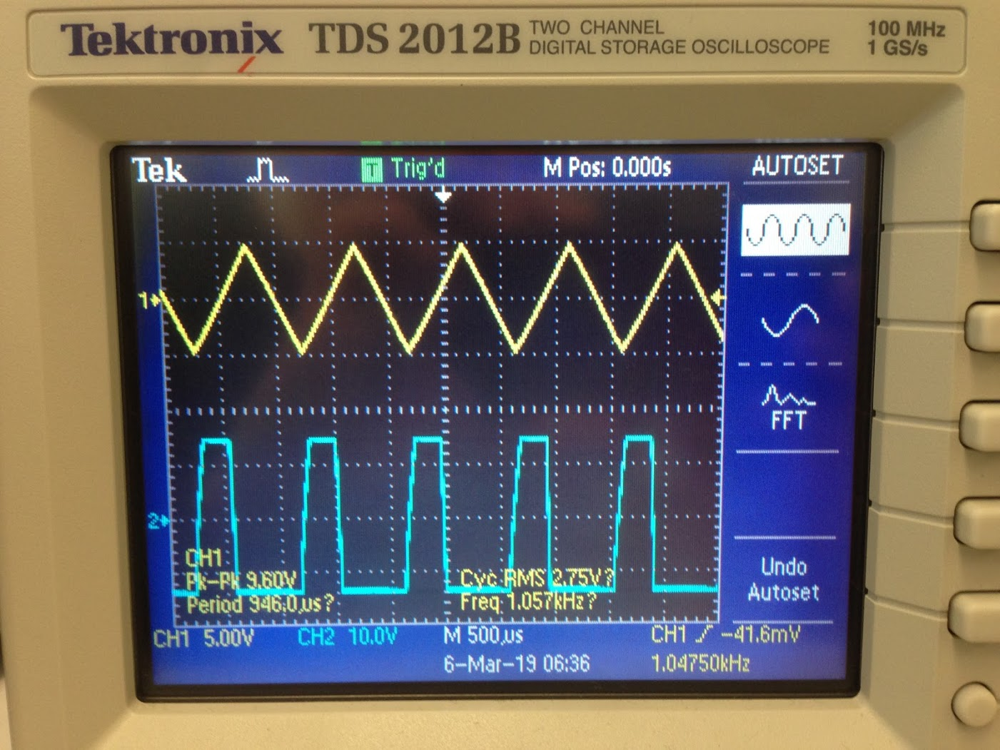 Tektronix TDS 2012B TWO CHANNEL DIGITAL STORAGE OSCILLOSCOPE 100 MHz 1 GS/s
Tek T Trig'd M Pos: 0.000s AUTOSET
1
FFT
2
CH1
Pk-Pk 9.60V Cyc RMS 2.75V?
Period 946.0µs? Freq 1.057kHz?
Undo
Autoset
CH1 5.00V CH2 10.0V M 500µs CH1 -41.6mV
6-Mar-19 06:36 1.04750kHz